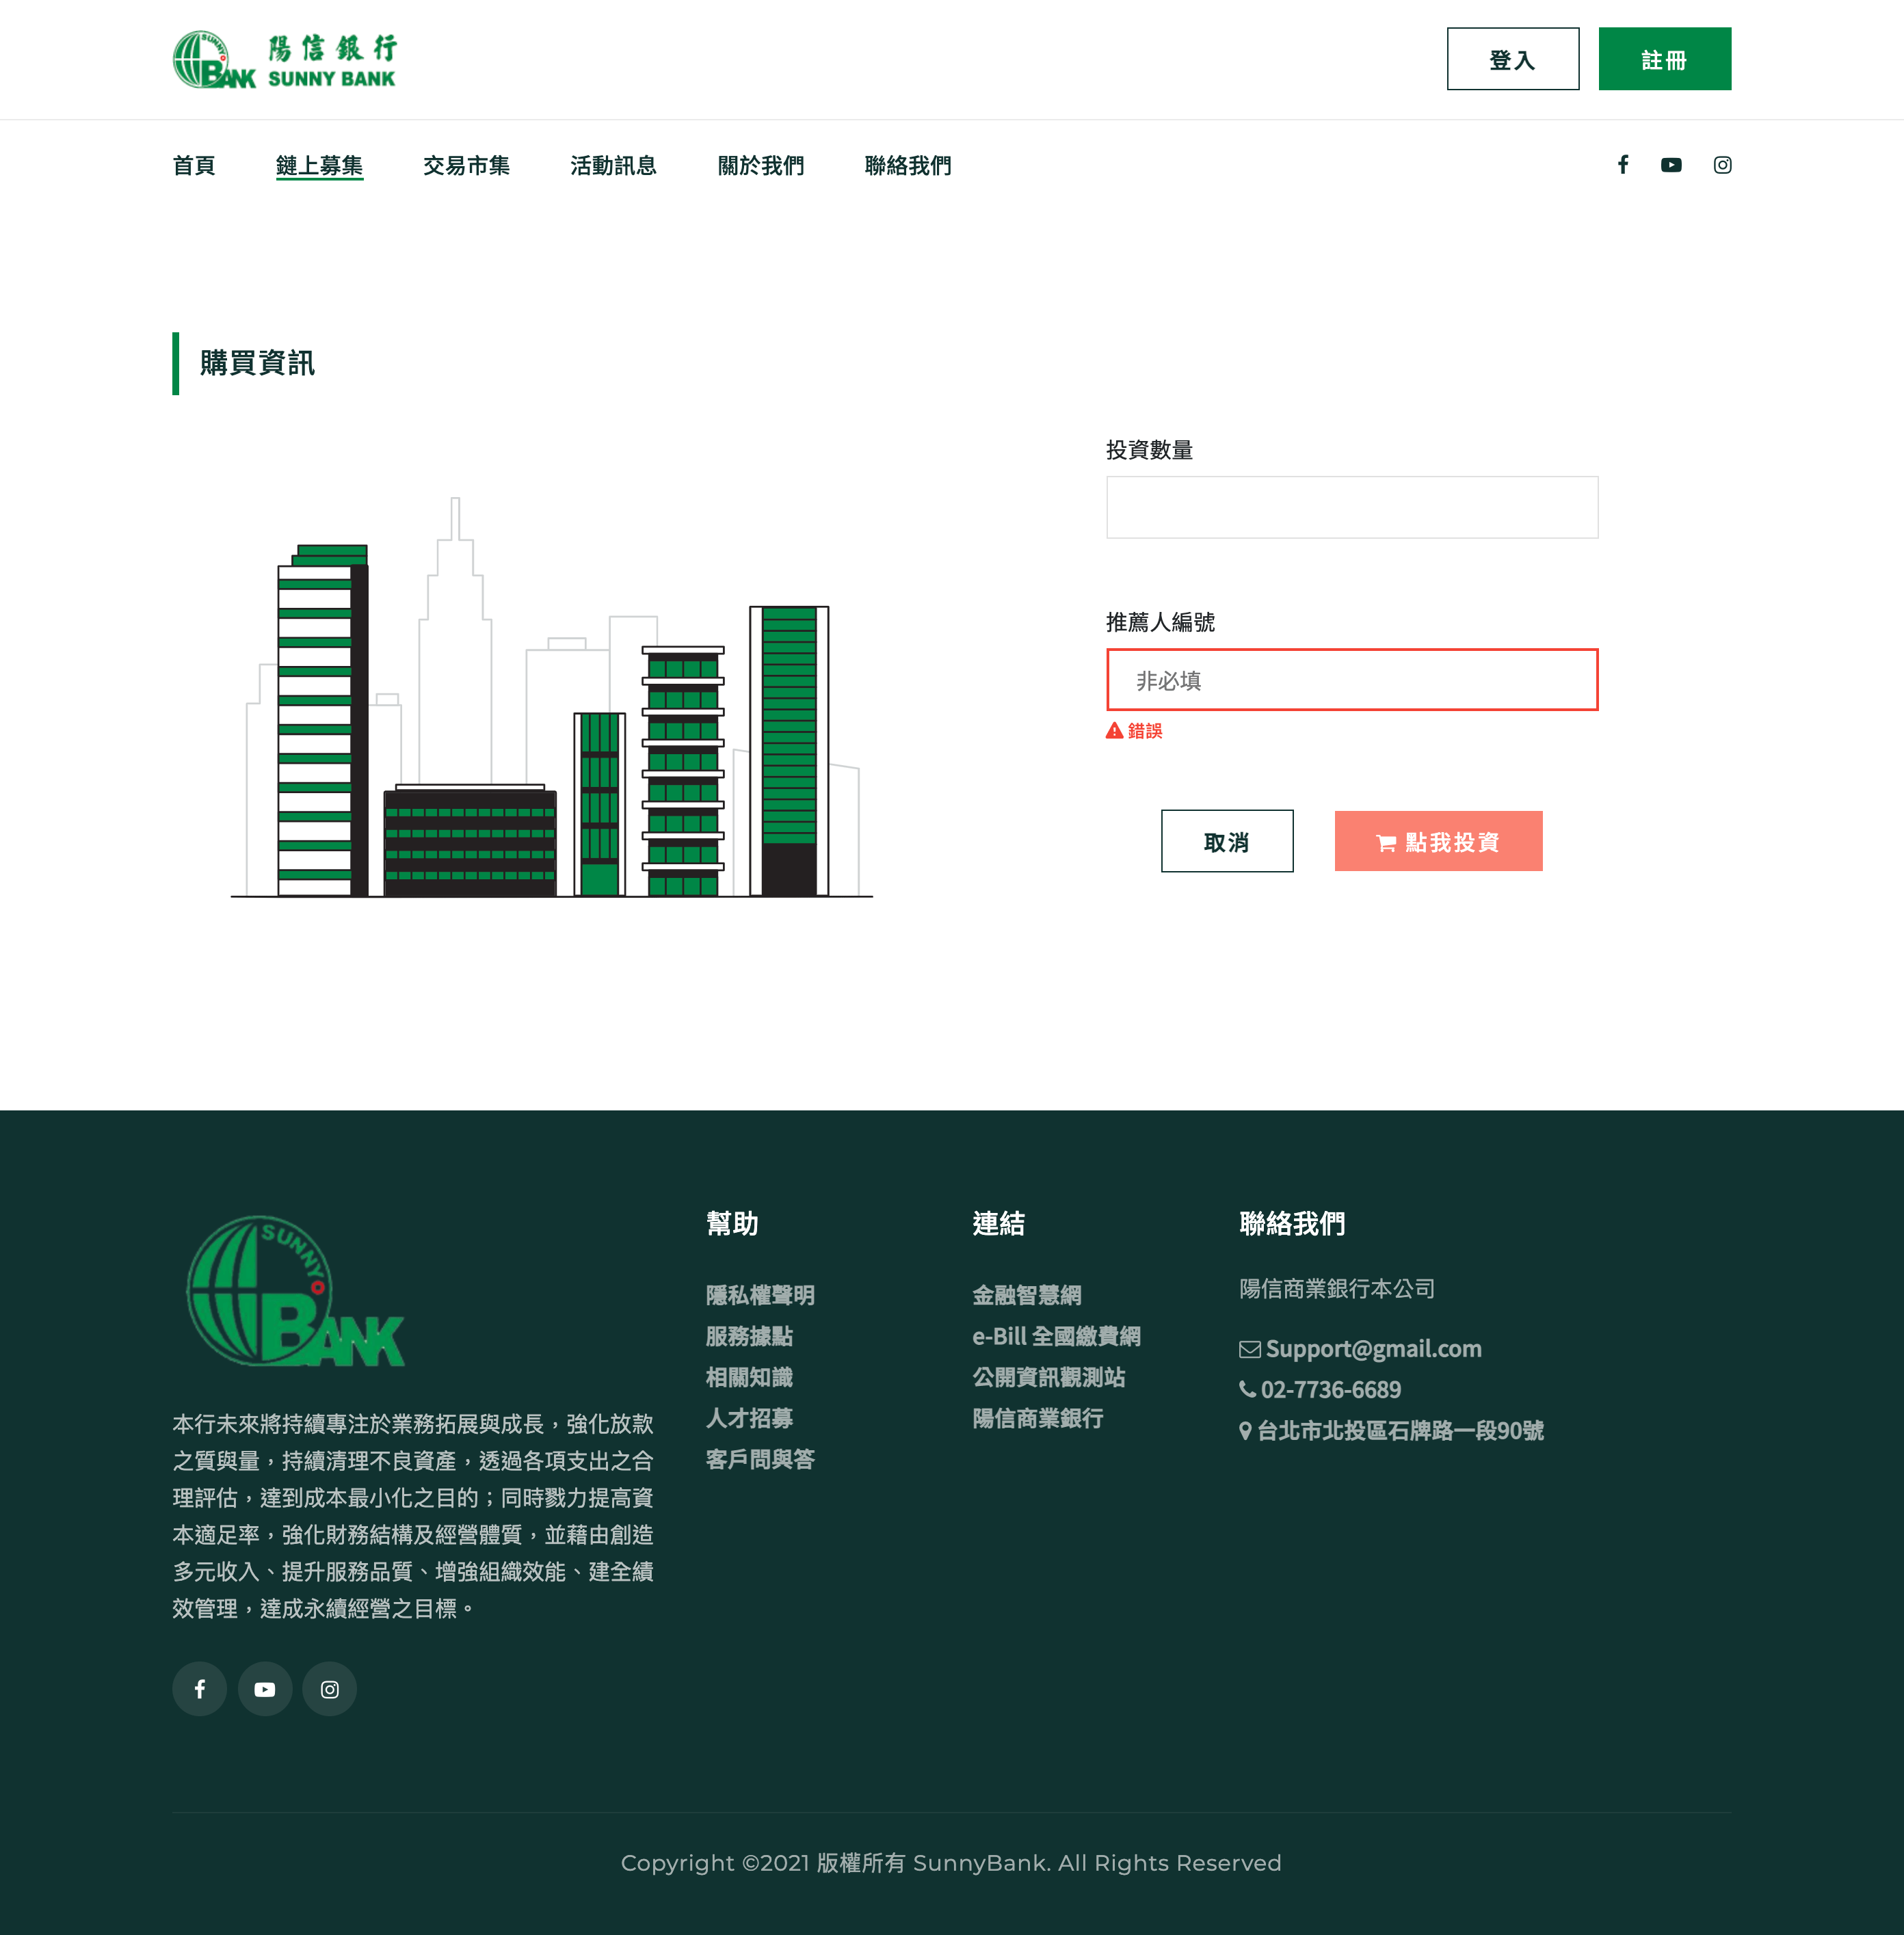 SUNNY BANK 陽信銀行
SUNNY BANK
登入
註冊
首頁
鏈上募集
交易市集
活動訊息
關於我們
聯絡我們
購買資訊
投資數量
推薦人編號
非必填
錯誤
取消
點我投資
SUNNY
BANK
本行未來將持續專注於業務拓展與成長，強化放款
之質與量，持續清理不良資產，透過各項支出之合
理評估，達到成本最小化之目的；同時戮力提高資
本適足率，強化財務結構及經營體質，並藉由創造
多元收入、提升服務品質、增強組織效能、建全績
效管理，達成永續經營之目標。
幫助
隱私權聲明
服務據點
相關知識
人才招募
客戶問與答
連結
金融智慧網
e-Bill 全國繳費網
公開資訊觀測站
陽信商業銀行
聯絡我們
陽信商業銀行本公司
Support@gmail.com
02-7736-6689
台北市北投區石牌路一段90號
Copyright ©2021 版權所有 SunnyBank. All Rights Reserved